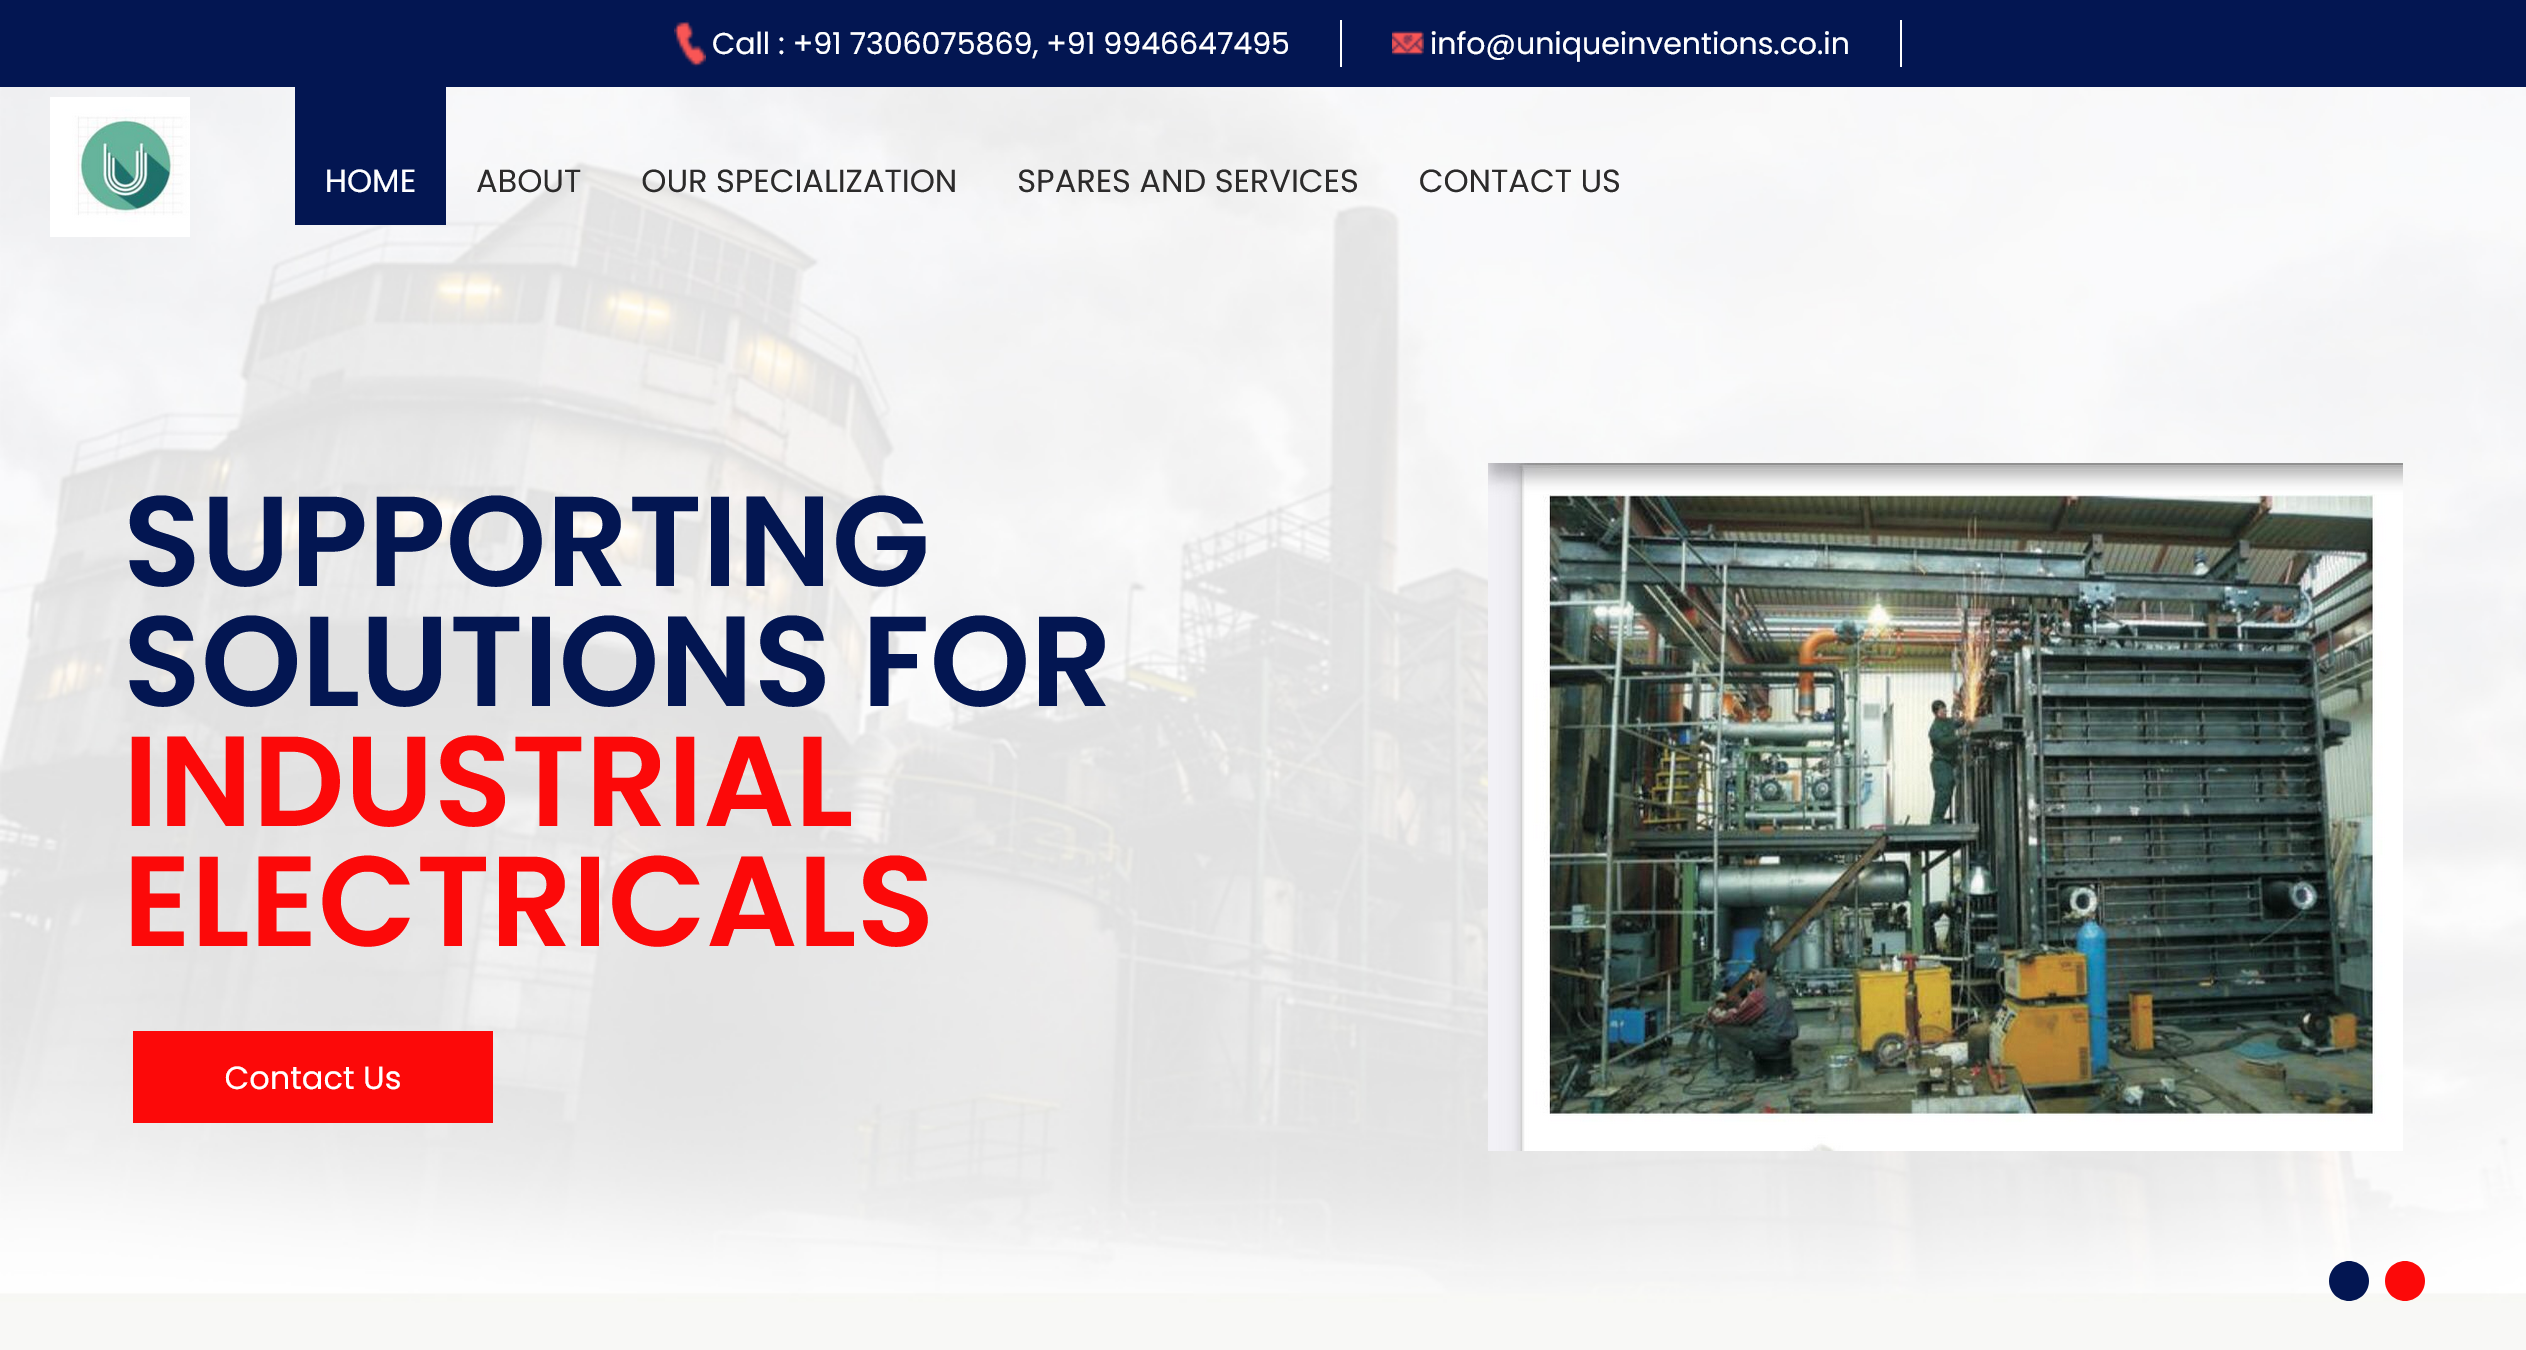 Call : +91 7306075869, +91 9946647495
info@uniqueinventions.co.in
HOME
ABOUT
OUR SPECIALIZATION
SPARES AND SERVICES
CONTACT US
SUPPORTING
SOLUTIONS FOR
INDUSTRIAL
ELECTRICALS
Contact Us